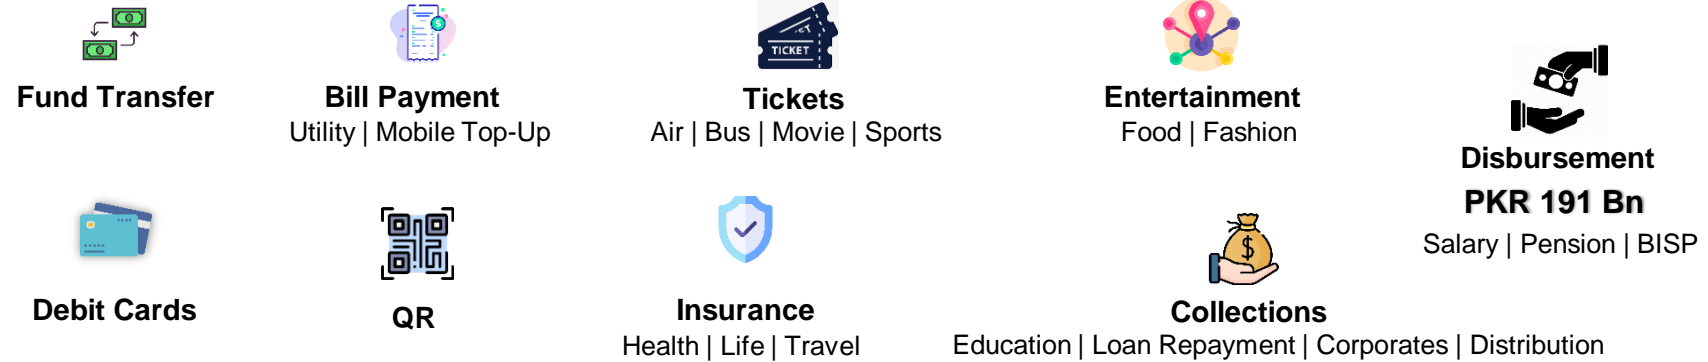 Fund Transfer
Bill Payment
Utility | Mobile Top-Up
TICKET
Tickets
Air | Bus | Movie | Sports
Entertainment
Food | Fashion
Disbursement
PKR 191 Bn
Salary | Pension | BISP
Debit Cards
QR
Insurance
Health | Life | Travel
Collections
Education | Loan Repayment | Corporates | Distribution